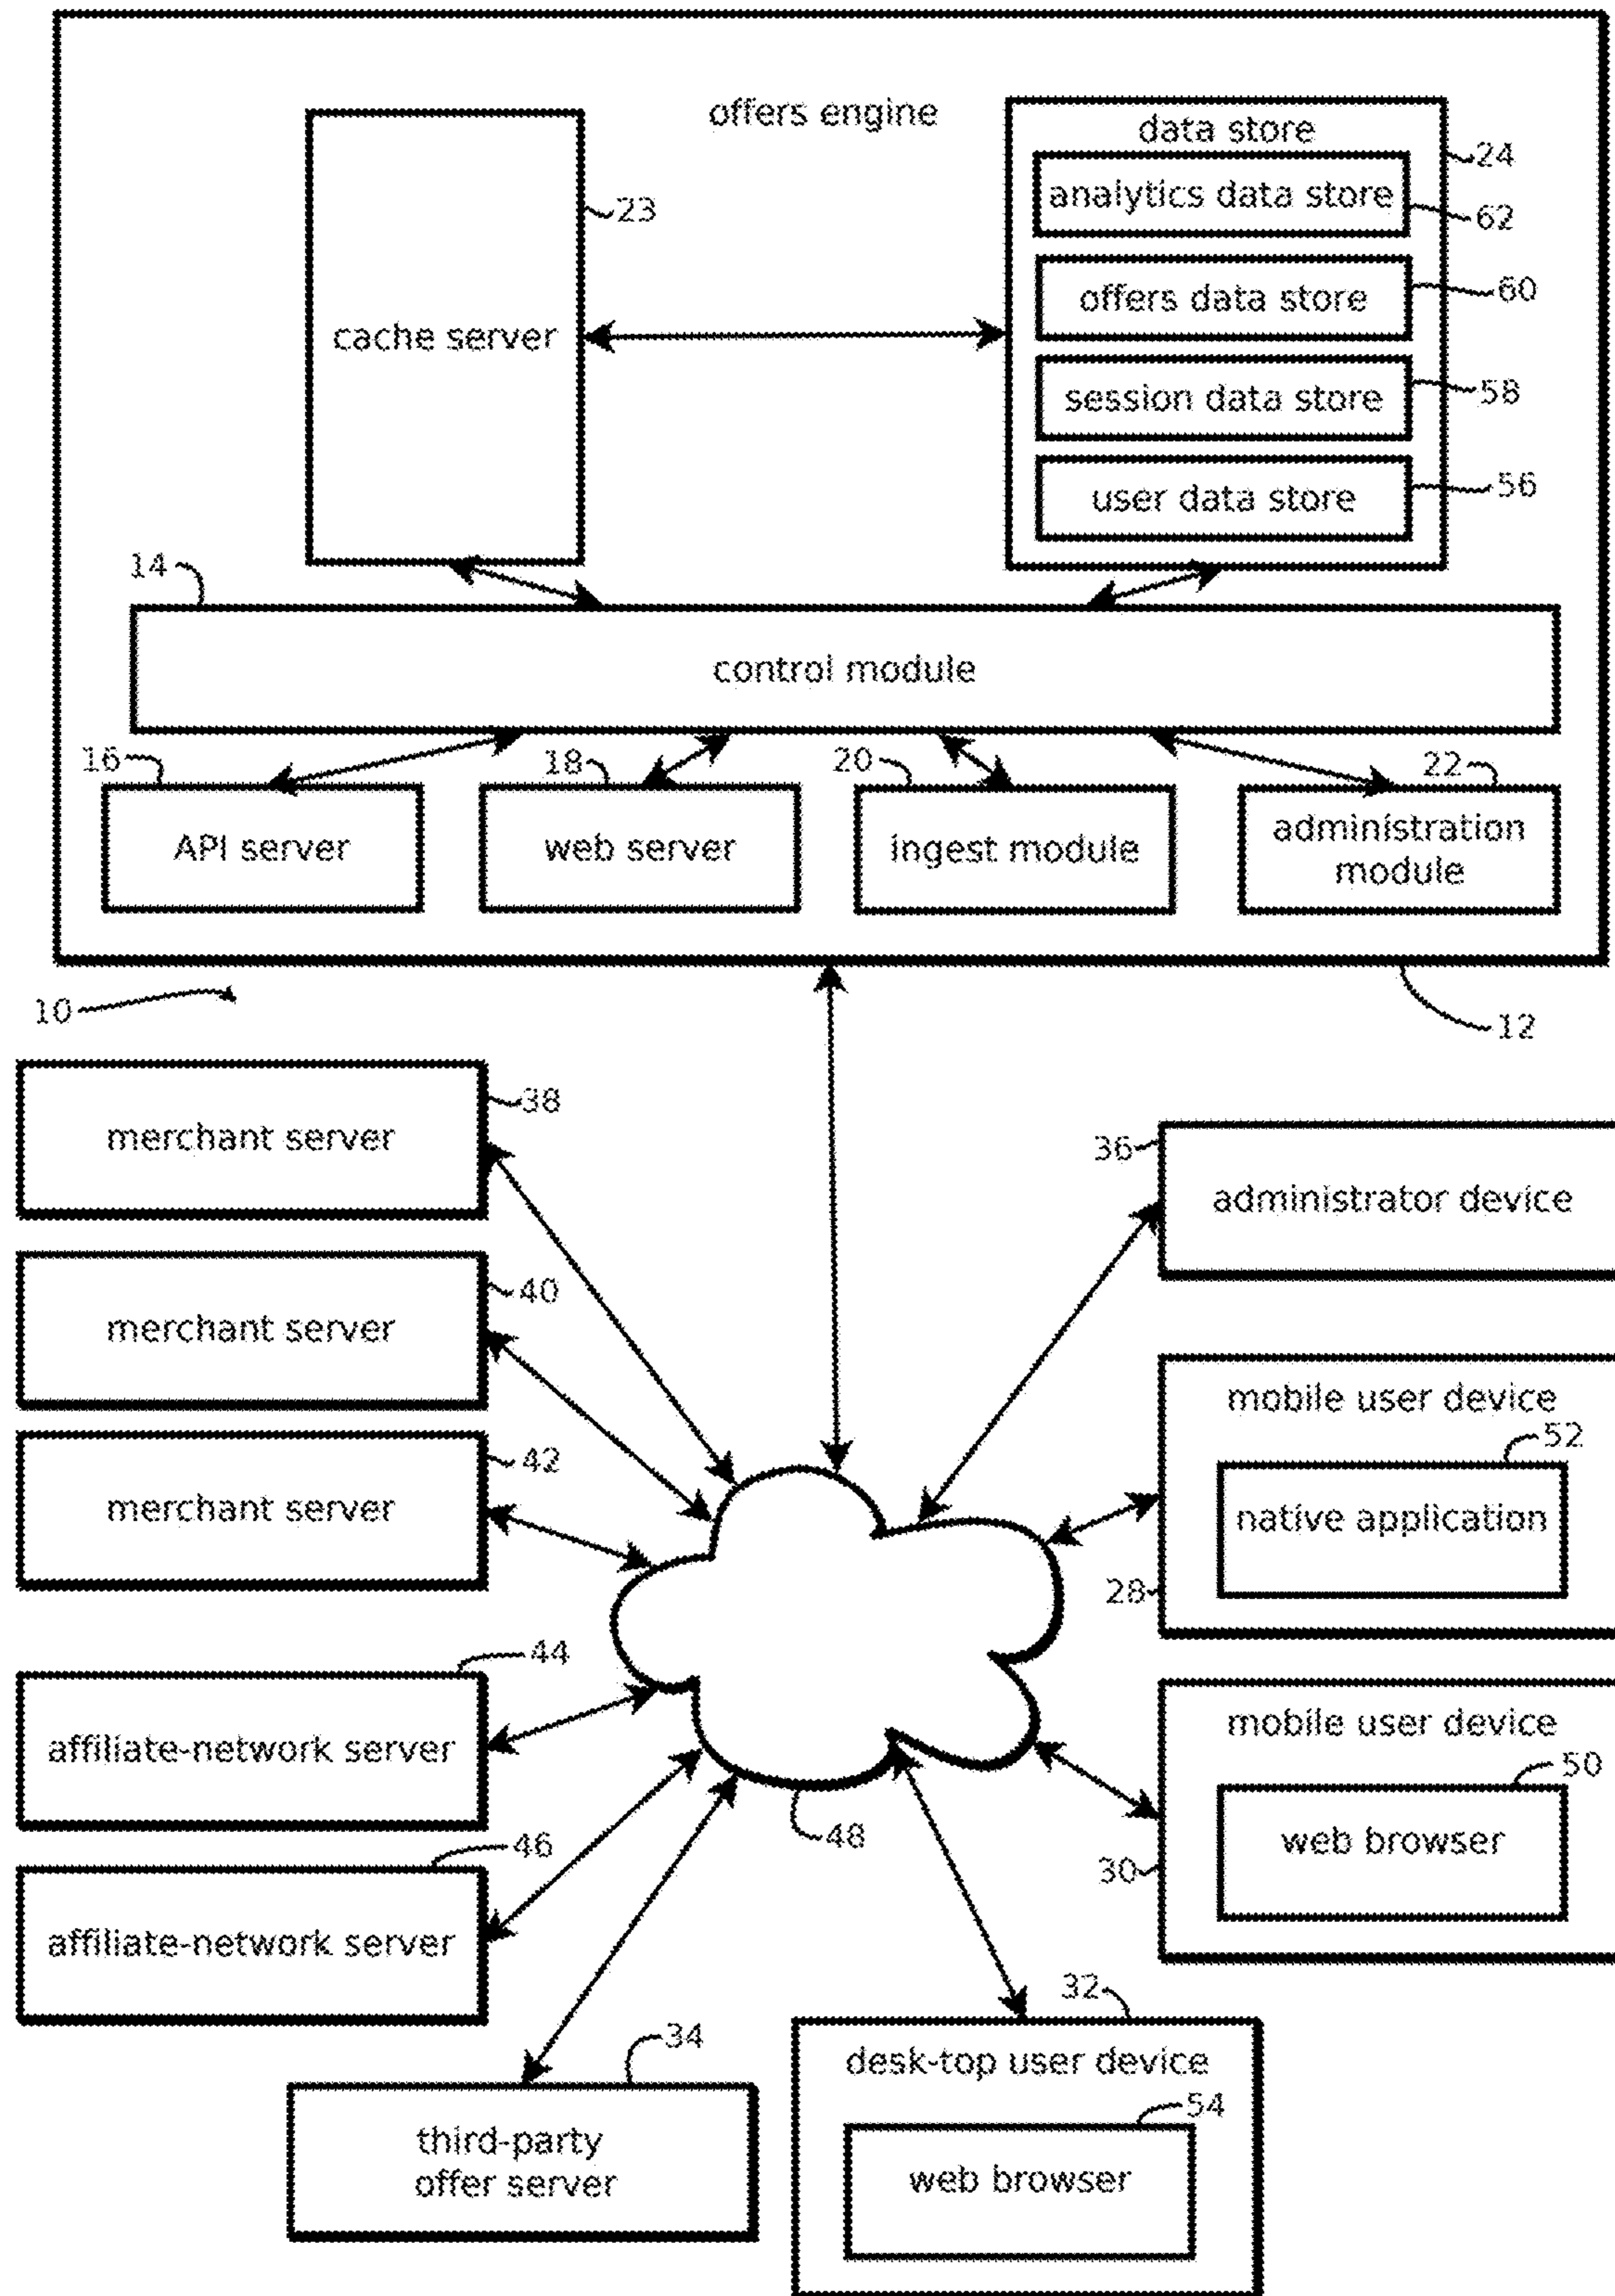 offers engine
data store
24
analytics data store
62
23
offers data store
60
cache server
session data store
58
user data store
56
14
control module
16
18
20
22
API server
web server
ingest module
administration
module
10
12
38
merchant server
36
administrator device
40
merchant server
mobile user device
52
42
merchant server
native application
28
44
affiliate-network server
mobile user device
50
46
48
web browser
30
affiliate-network server
32
34
desk-top user device
54
third-party
offer server
web browser